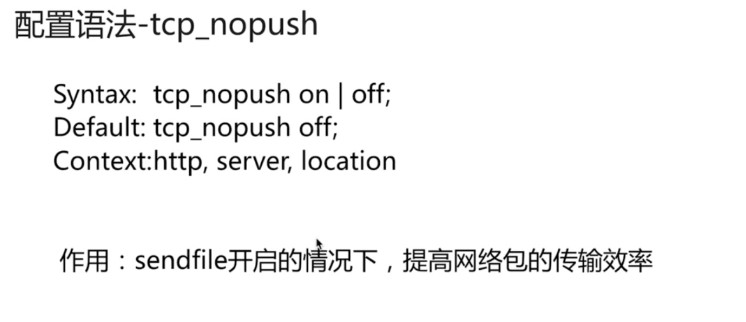 配置语法-tcp_nopush
Syntax: tcp_nopush on | off;
Default: tcp_nopush off;
Context:http, server, location
作用：sendfile开启的情况下，提高网络包的传输效率